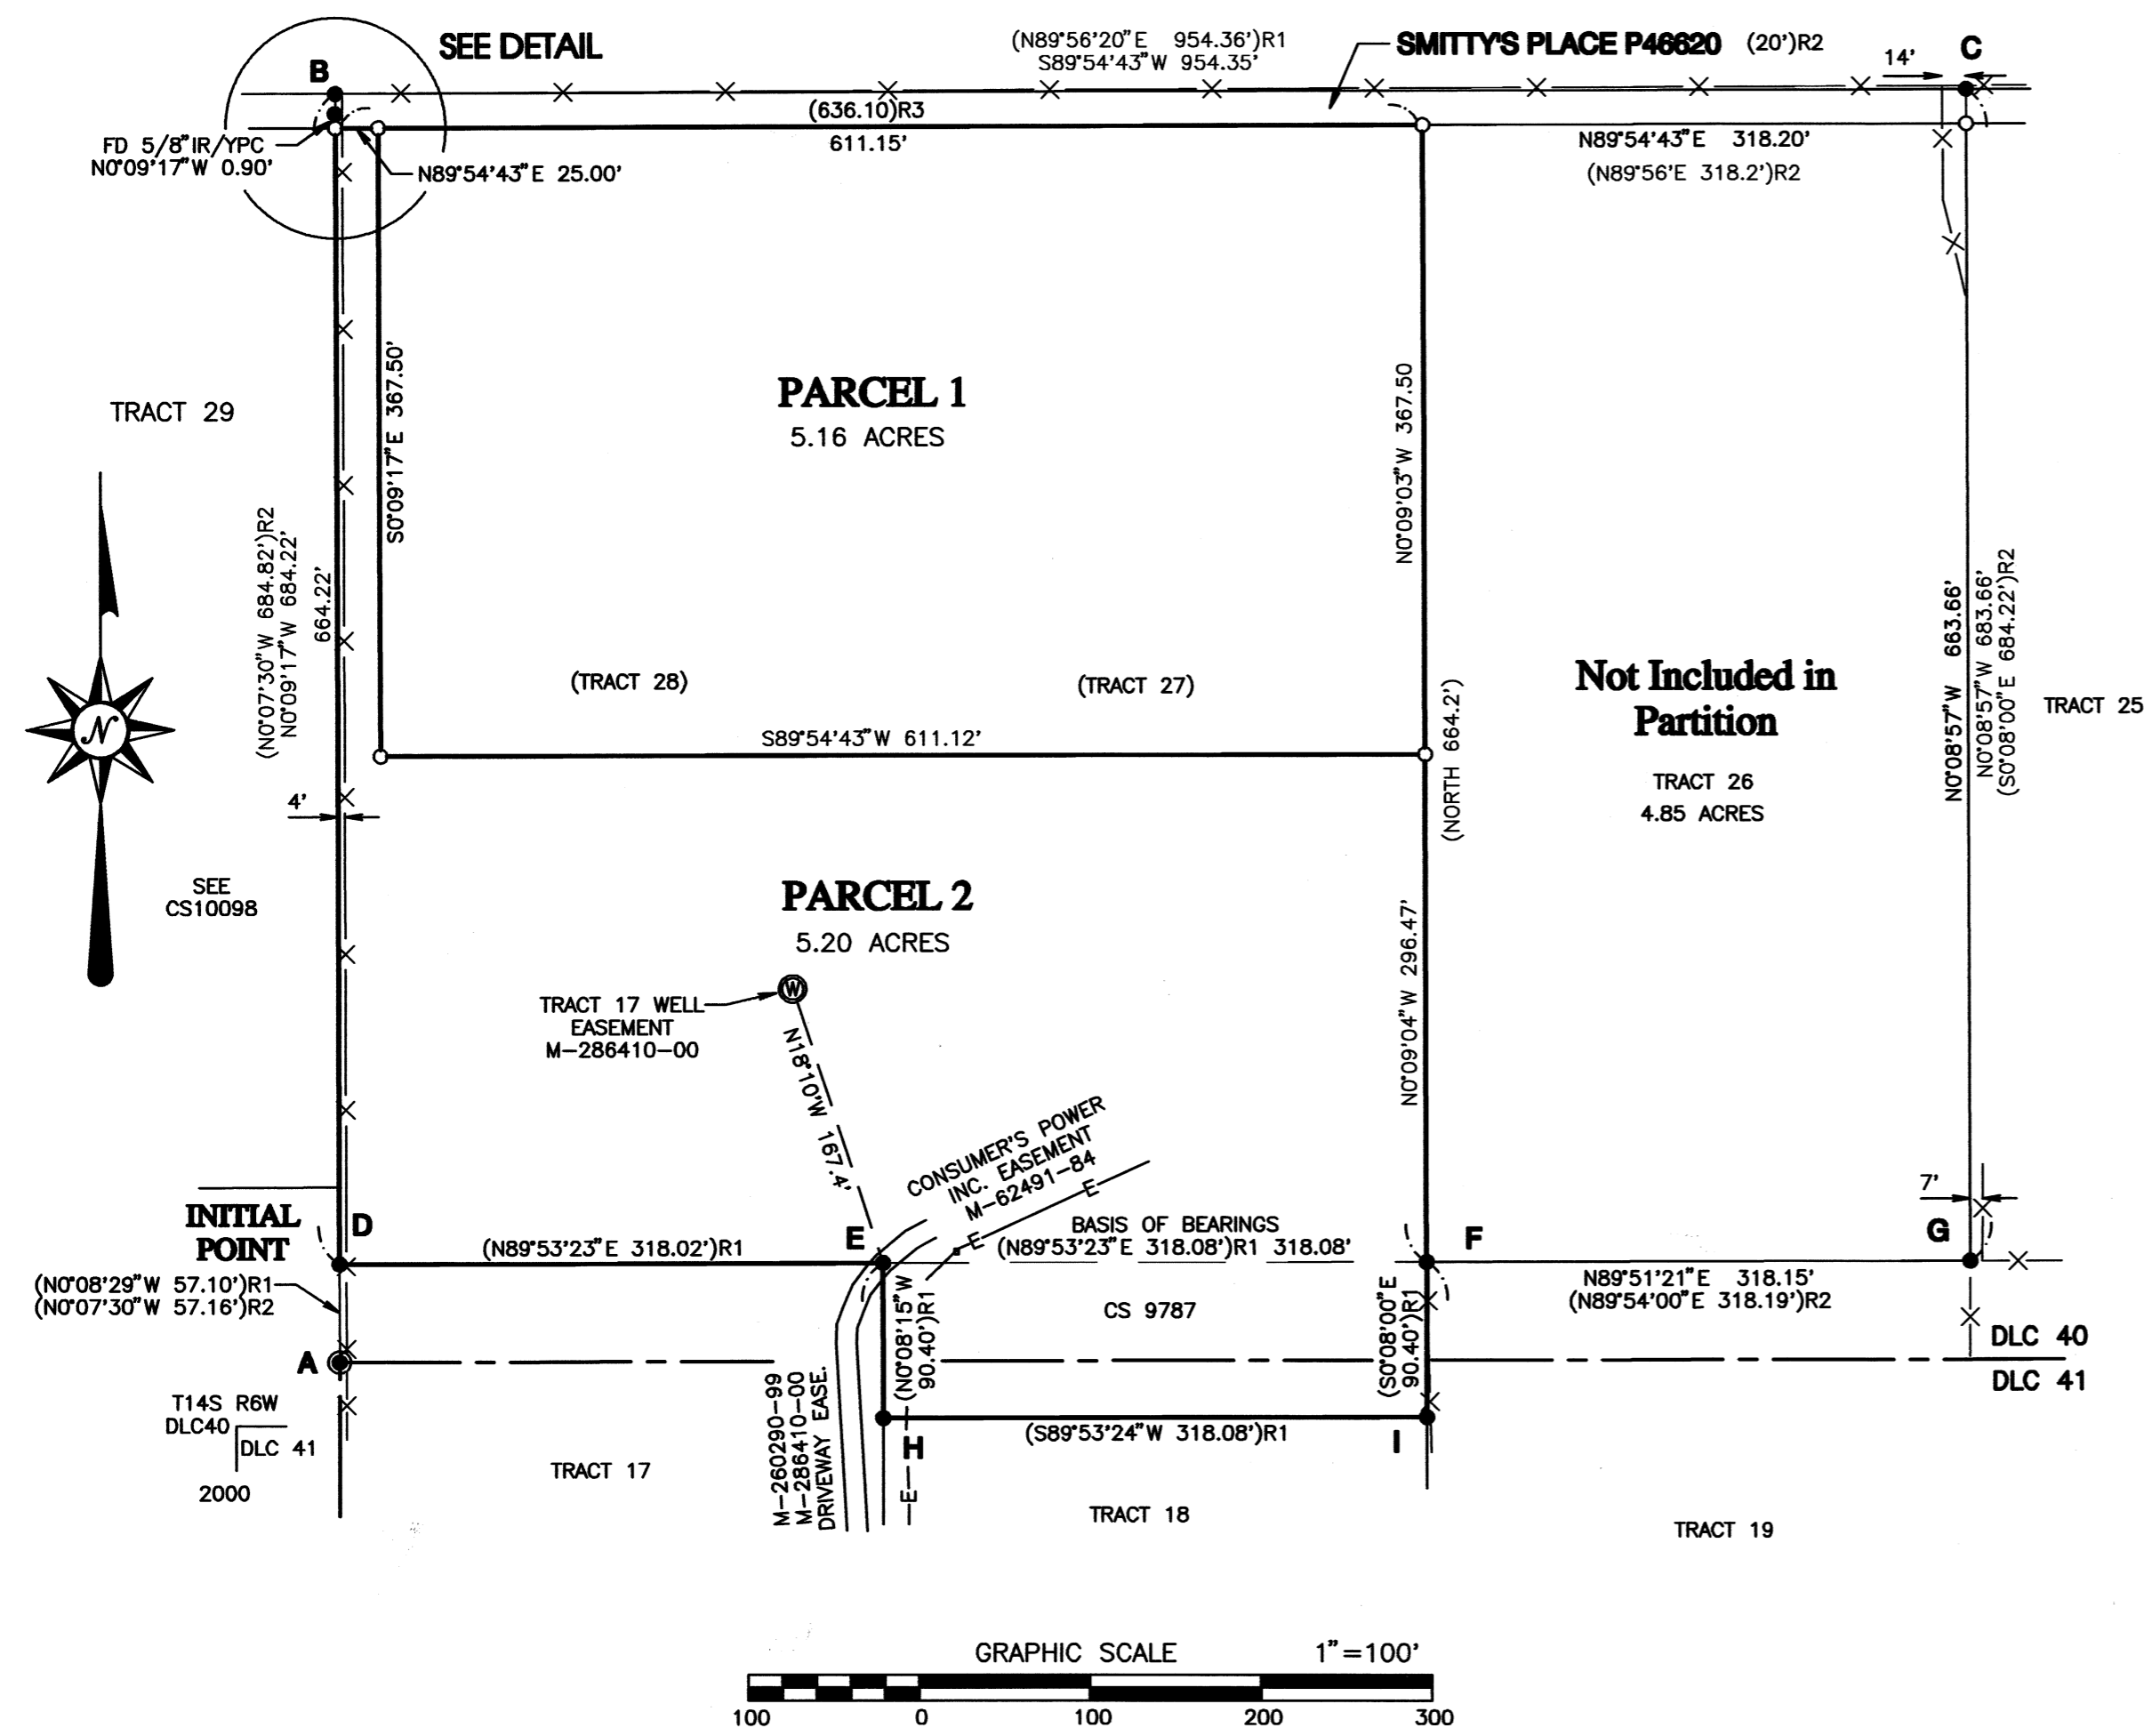 SEE DETAIL
(N89°56'20"E 954.36')R1
S89°54'43"W 954.35'
SMITTY'S PLACE P46620 (20')R2
14'
C
B
(636.10)R3
611.15'
FD 5/8"IR/YPC
N0°09'17"W 0.90'
N89°54'43"E 25.00'
N89°54'43"E 318.20'
(N89°56'E 318.2')R2
TRACT 29
S0°09'17"E 367.50'
PARCEL 1
5.16 ACRES
N0°09'03"W 367.50
(N0°07'30"W 684.82')R2
N0°09'17"W 684.22'
664.22'
(TRACT 28)
(TRACT 27)
S89°54'43"W 611.12'
(NORTH 664.2')
Not Included in
Partition
TRACT 26
4.85 ACRES
N0°08'57"W 663.66'
N0°08'57"W 683.66'
(S0°08'00"E 684.22')R2
TRACT 25
N
4'
SEE
CS10098
PARCEL 2
5.20 ACRES
N0°09'04"W 296.47'
W
TRACT 17 WELL
EASEMENT
M-286410-00
N18°10'W 167.4'
CONSUMER'S POWER
INC. EASEMENT
M-62491-84
E
E
7'
INITIAL
POINT
D
(N89°53'23"E 318.02')R1
E
BASIS OF BEARINGS
(N89°53'23"E 318.08')R1 318.08'
F
G
(N0°08'29"W 57.10')R1
(N0°07'30"W 57.16')R2
(N0°08'15"W
90.40')R1
CS 9787
(S0°08'00"E
90.40')R1
N89°51'21"E 318.15'
(N89°54'00"E 318.19')R2
A
DLC 40
DLC 41
T14S R6W
DLC40
DLC 41
2000
TRACT 17
M-260290-99
M-286410-00
DRIVEWAY EASE.
H
E
(S89°53'24"W 318.08')R1
I
TRACT 18
TRACT 19
GRAPHIC SCALE 1"=100'
100 0 100 200 300